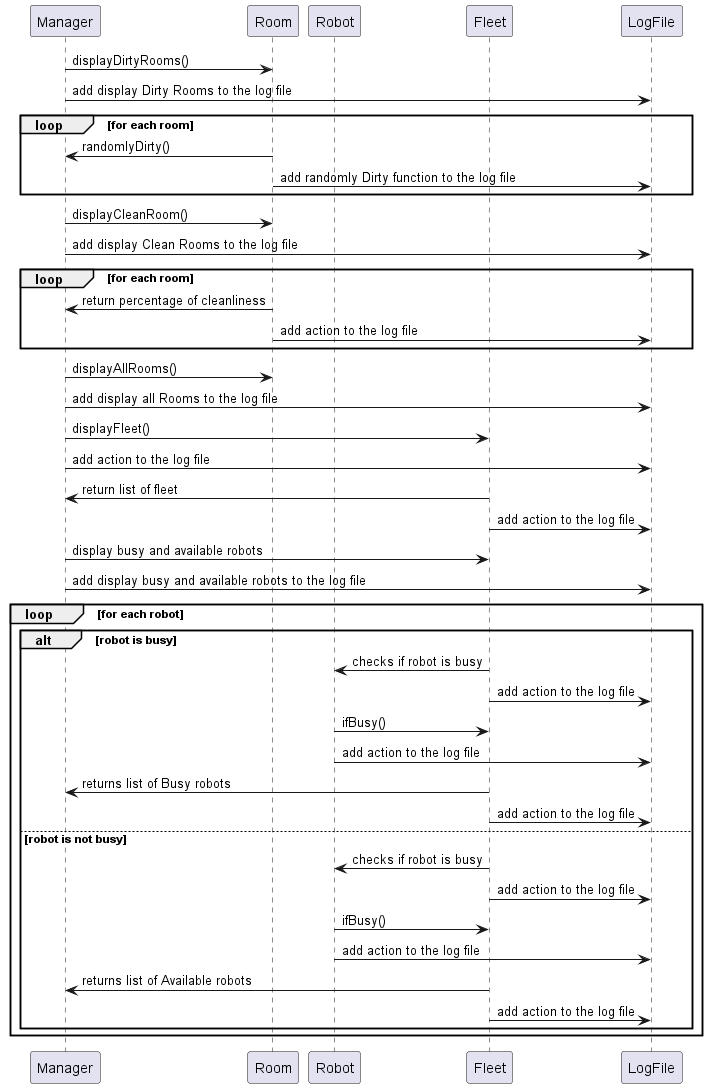 Manager Room Robot Fleet LogFile
displayDirtyRooms()
add display Dirty Rooms to the log file
loop [for each room]
randomlyDirty()
add randomly Dirty function to the log file
displayCleanRoom()
add display Clean Rooms to the log file
loop [for each room]
return percentage of cleanliness
add action to the log file
displayAllRooms()
add display all Rooms to the log file
displayFleet()
add action to the log file
return list of fleet
add action to the log file
display busy and available robots
add display busy and available robots to the log file
loop [for each robot]
alt [robot is busy]
checks if robot is busy
add action to the log file
ifBusy()
add action to the log file
returns list of Busy robots
add action to the log file
[robot is not busy]
checks if robot is busy
add action to the log file
ifBusy()
add action to the log file
returns list of Available robots
add action to the log file
Manager Room Robot Fleet LogFile